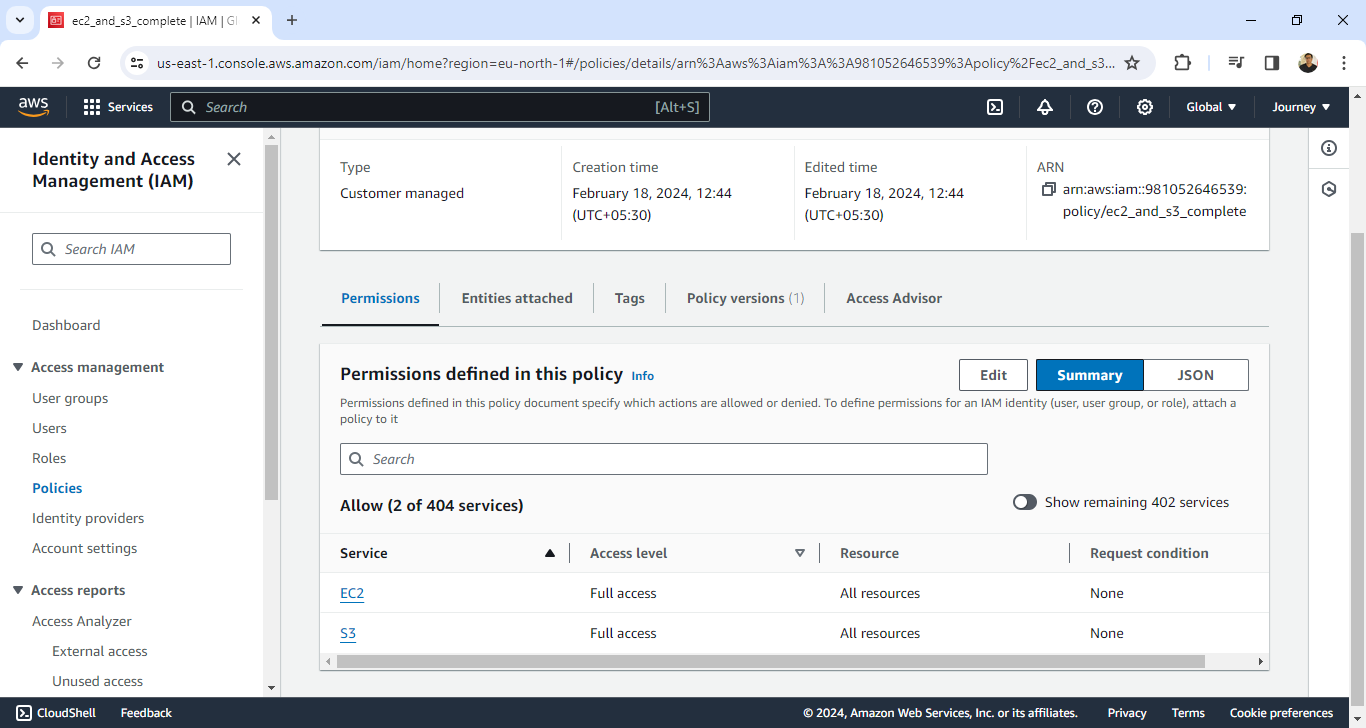 ec2_and_s3_complete | IAM | Gl
us-east-1.console.aws.amazon.com/iam/home?region=eu-north-1#/policies/details/arn%3Aaws%3Aiam%3A%3A981052646539%3Apolicy%2Fec2_and_s3...
aws
Services
Search
[Alt+S]
Global
Journey
Identity and Access
Management (IAM)
Search IAM
Dashboard
Access management
User groups
Users
Roles
Policies
Identity providers
Account settings
Access reports
Access Analyzer
External access
Unused access
Type
Customer managed
Creation time
February 18, 2024, 12:44
(UTC+05:30)
Edited time
February 18, 2024, 12:44
(UTC+05:30)
ARN
arn:aws:iam::981052646539:
policy/ec2_and_s3_complete
Permissions
Entities attached
Tags
Policy versions (1)
Access Advisor
Permissions defined in this policy Info
Edit
Summary
JSON
Permissions defined in this policy document specify which actions are allowed or denied. To define permissions for an IAM identity (user, user group, or role), attach a
policy to it
Search
Allow (2 of 404 services)
Show remaining 402 services
Service Access level Resource Request condition
EC2 Full access All resources None
S3 Full access All resources None
CloudShell
Feedback
© 2024, Amazon Web Services, Inc. or its affiliates.
Privacy
Terms
Cookie preferences